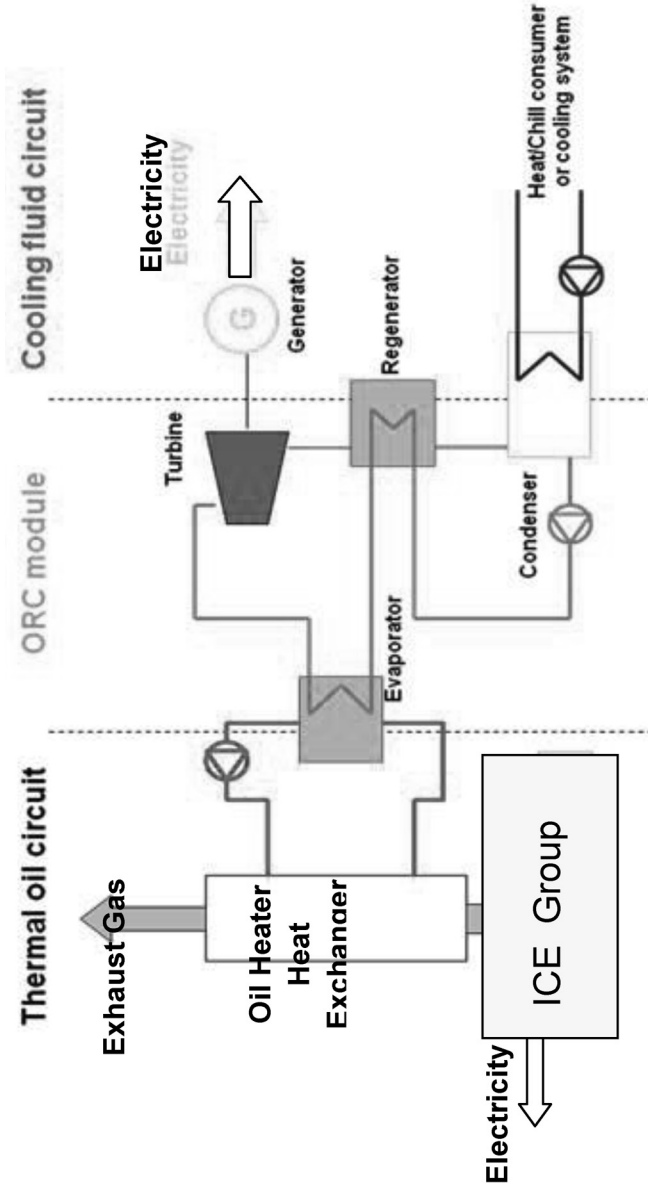 Thermal oil circuit
ORC module
Cooling fluid circuit
Exhaust Gas
Oil Heater
Heat
Exchanger
ICE Group
Electricity
Evaporator
Turbine
Electricity
Electricity
G
Generator
Regenerator
Condenser
Heat/Chill consumer
or cooling system